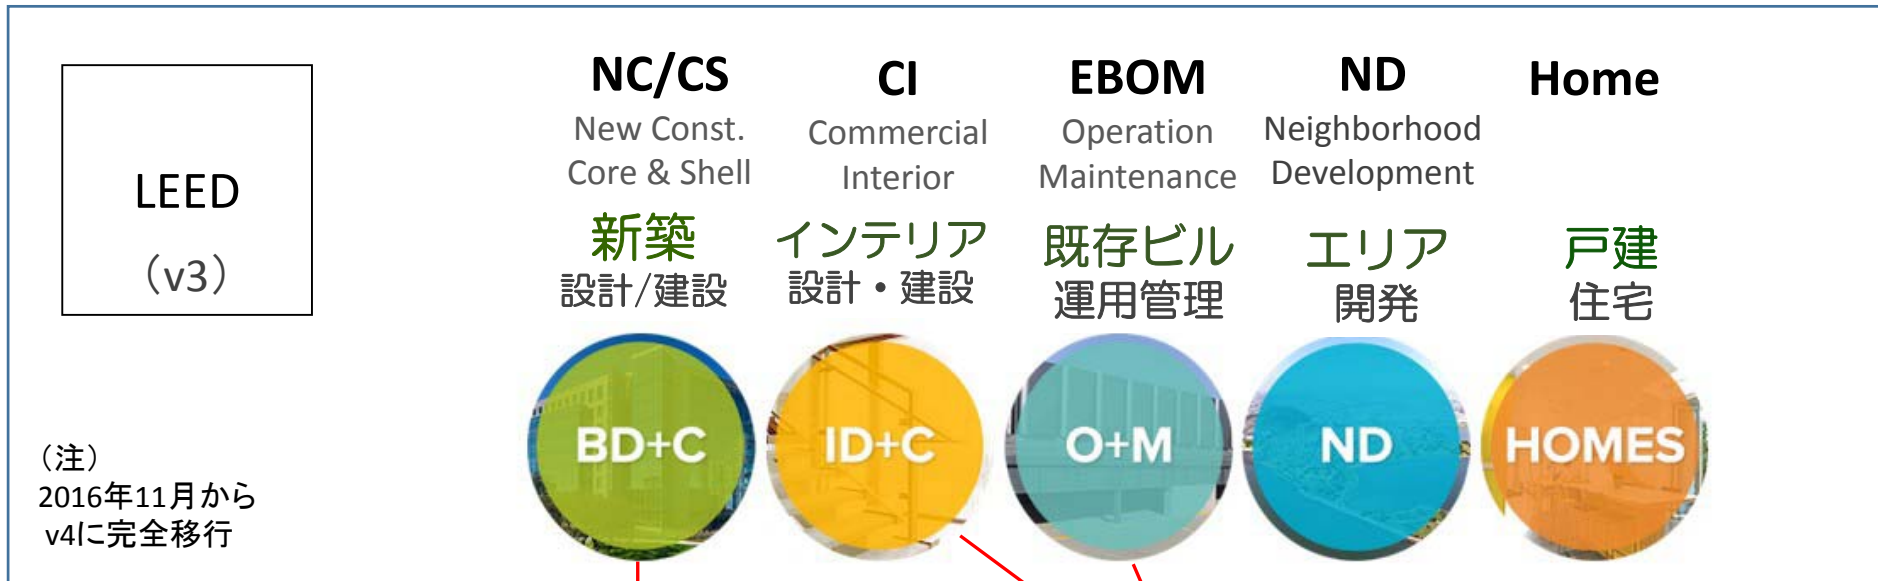 LEED
（v3）
（注）
2016年11月から
v4に完全移行
NC/CS
New Const.
Core & Shell
新築
設計/建設
BD+C
CI
Commercial
Interior
インテリア
設計・建設
ID+C
EBOM
Operation
Maintenance
既存ビル
運用管理
O+M
ND
Neighborhood
Development
エリア
開発
ND
Home
戸建
住宅
HOMES